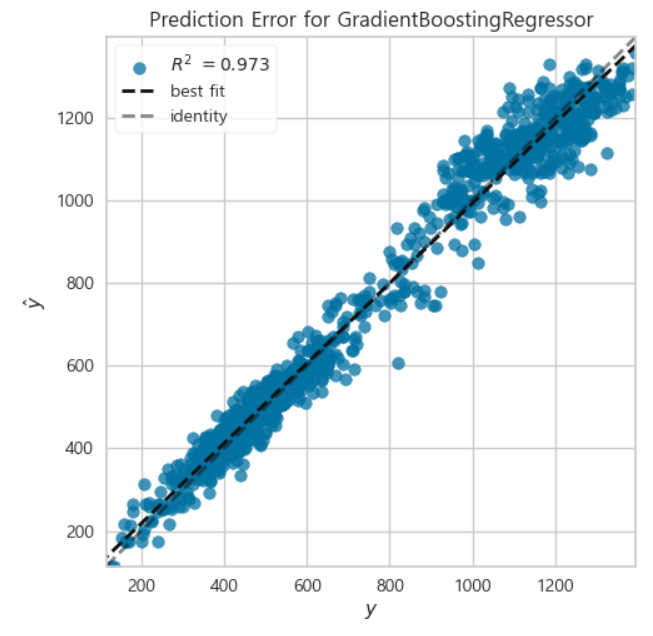 Prediction Error for GradientBoostingRegressor
R² = 0.973
best fit
identity
1200
1000
800
600
400
200
ŷ
200 400 600 800 1000 1200
y